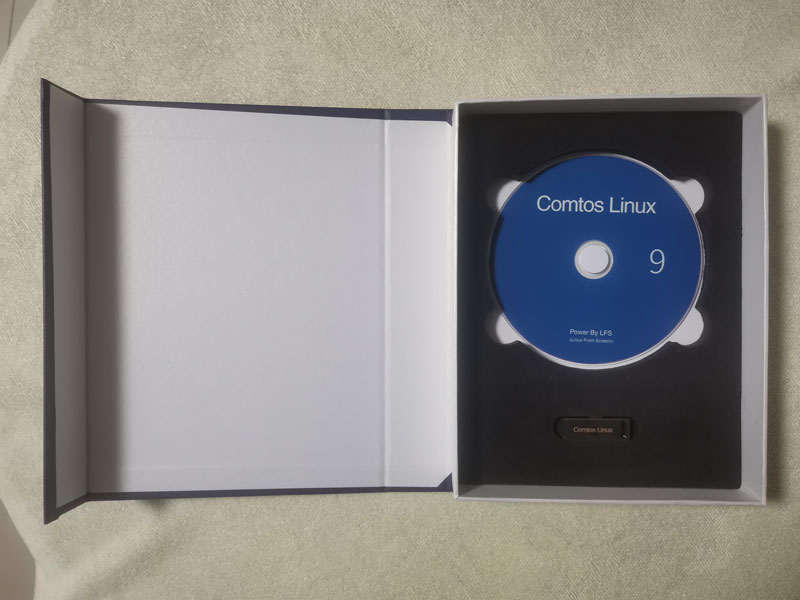 Comtos Linux
9
Power By LFS
(Linux From Scratch)
Comtos Linux